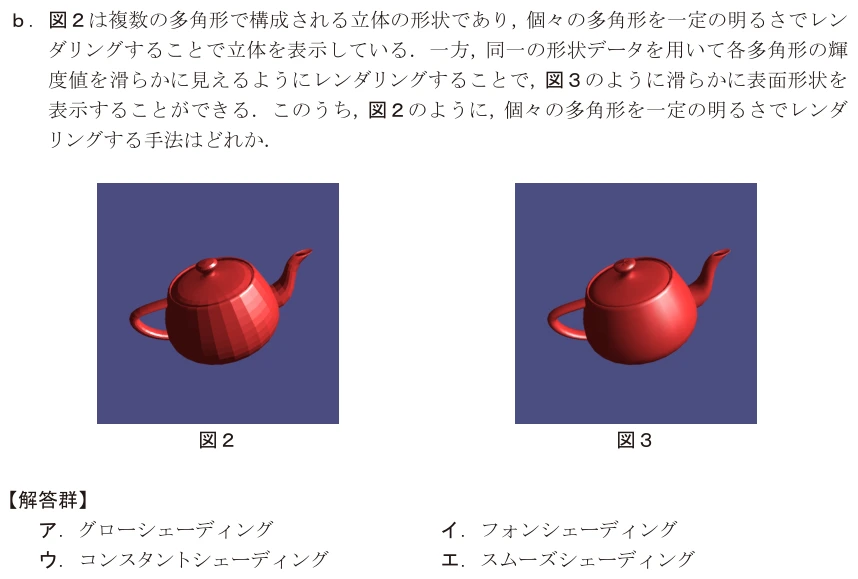 b．図2は複数の多角形で構成される立体の形状であり，個々の多角形を一定の明るさでレン
ダリングすることで立体を表示している．一方，同一の形状データを用いて各多角形の輝
度値を滑らかに見えるようにレンダリングすることで，図3のように滑らかに表面形状を
表示することができる．このうち，図2のように，個々の多角形を一定の明るさでレンダ
リングする手法はどれか．
図2
図3
【解答群】
ア．グローシェーディング
イ．フォンシェーディング
ウ．コンスタントシェーディング
エ．スムーズシェーディング